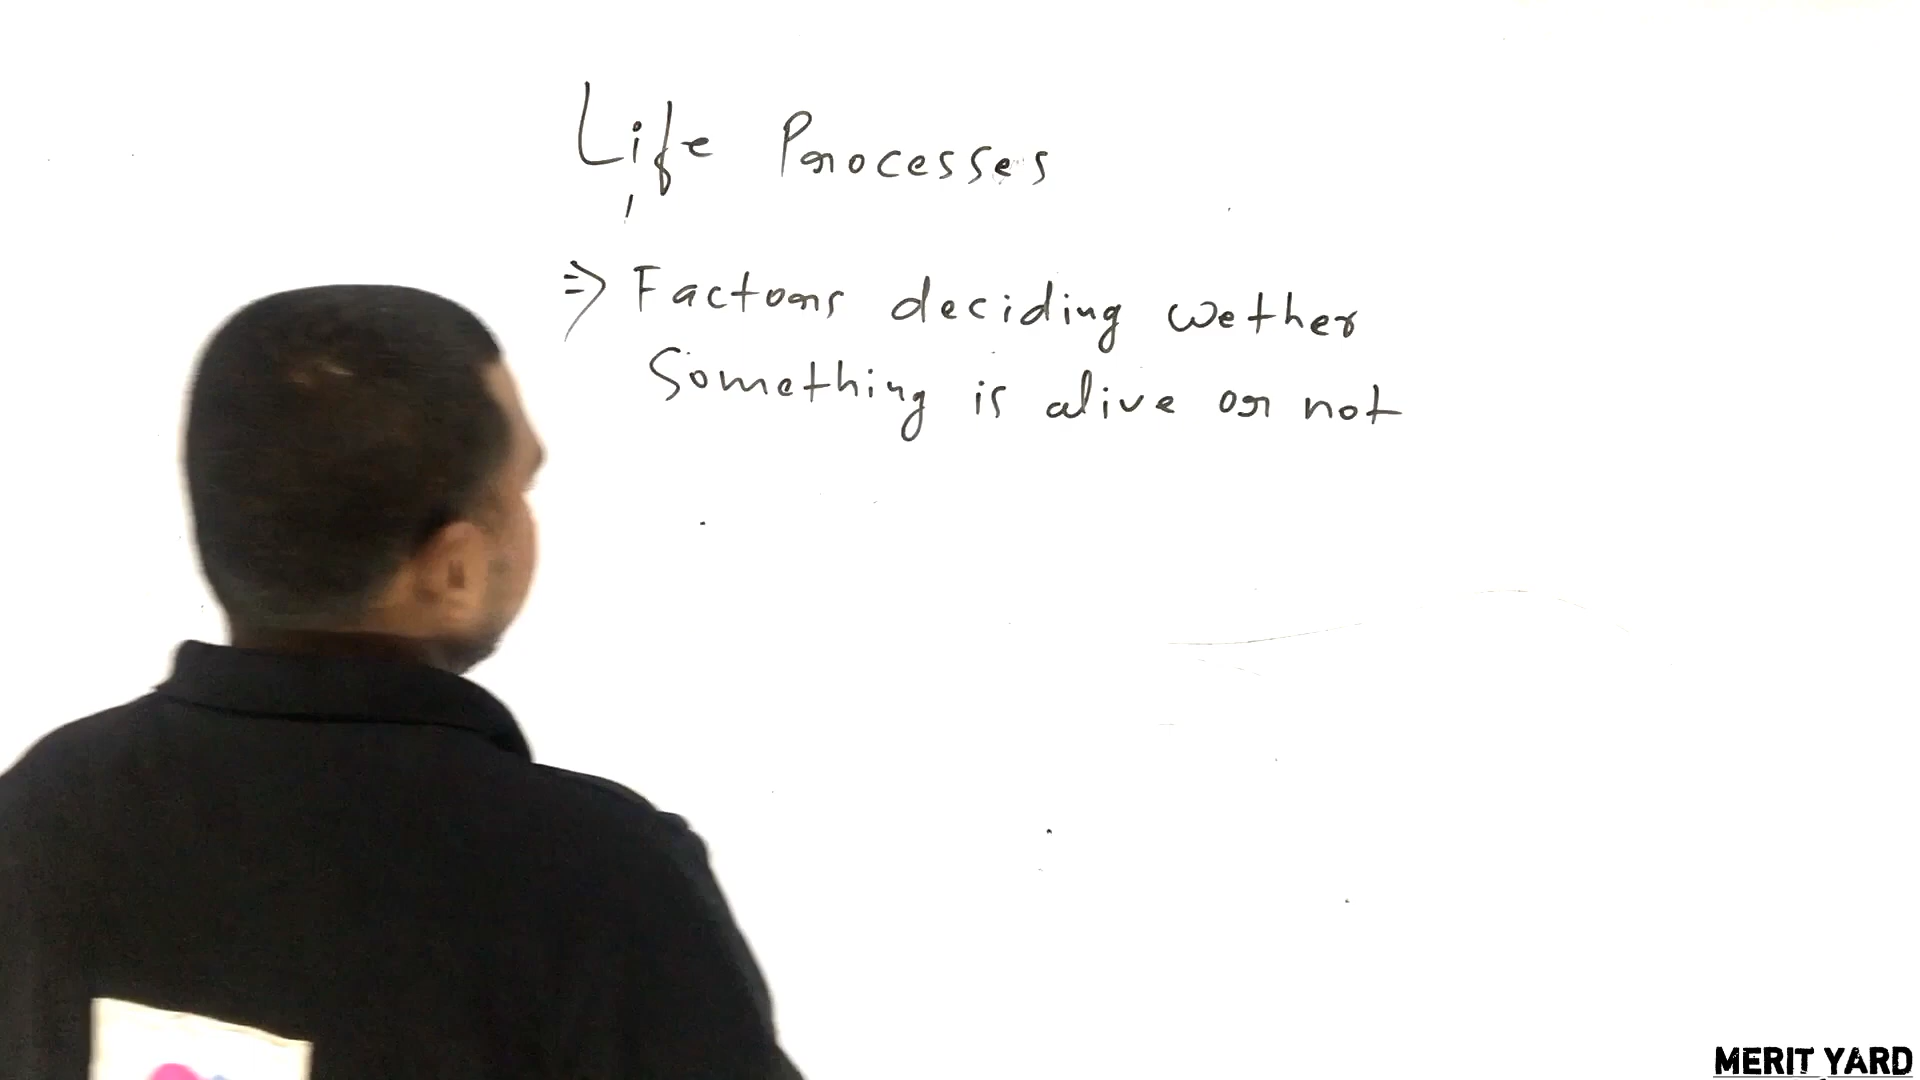 Life Processes
⇒ Factors deciding wether
Something is alive or not
MERIT YARD